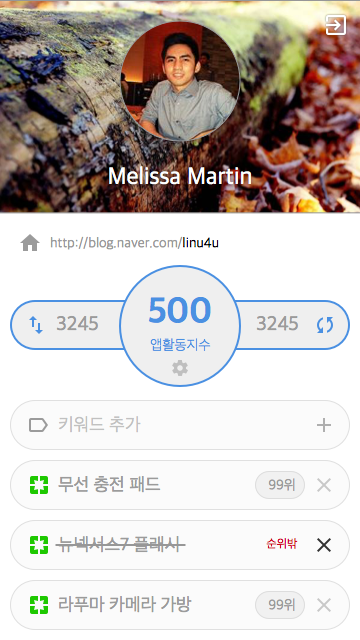 Melissa Martin
http://blog.naver.com/linu4u
3245
500
앱활동지수
3245
키워드 추가
무선 충전 패드 99위
뉴넥서스7 플래시 순위밖
라푸마 카메라 가방 99위